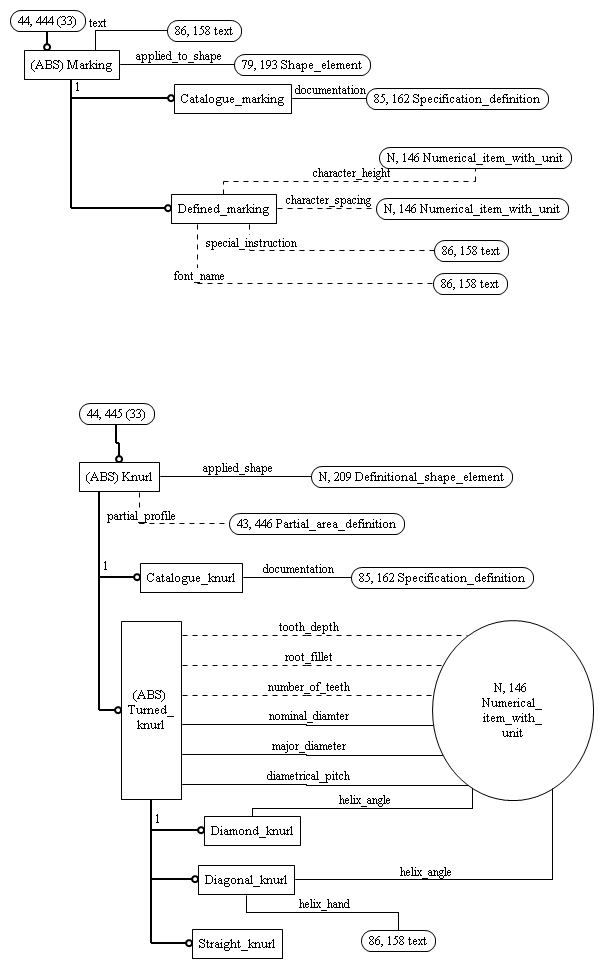 44, 444 (33)
text
86, 158 text
(ABS) Marking
applied_to_shape
79, 193 Shape_element
1
Catalogue_marking
documentation
85, 162 Specification_definition
N, 146 Numerical_item_with_unit
character_height
Defined_marking
character_spacing
N, 146 Numerical_item_with_unit
special_instruction
86, 158 text
font_name
86, 158 text
44, 445 (33)
(ABS) Knurl
applied_shape
N, 209 Definitional_shape_element
partial_profile
43, 446 Partial_area_definition
1
Catalogue_knurl
documentation
85, 162 Specification_definition
(ABS)
Turned_
knurl
tooth_depth
root_fillet
number_of_teeth
nominal_diamter
major_diameter
diametrical_pitch
N, 146
Numerical_
item_with_
unit
1
Diamond_knurl
helix_angle
Diagonal_knurl
helix_angle
helix_hand
86, 158 text
Straight_knurl